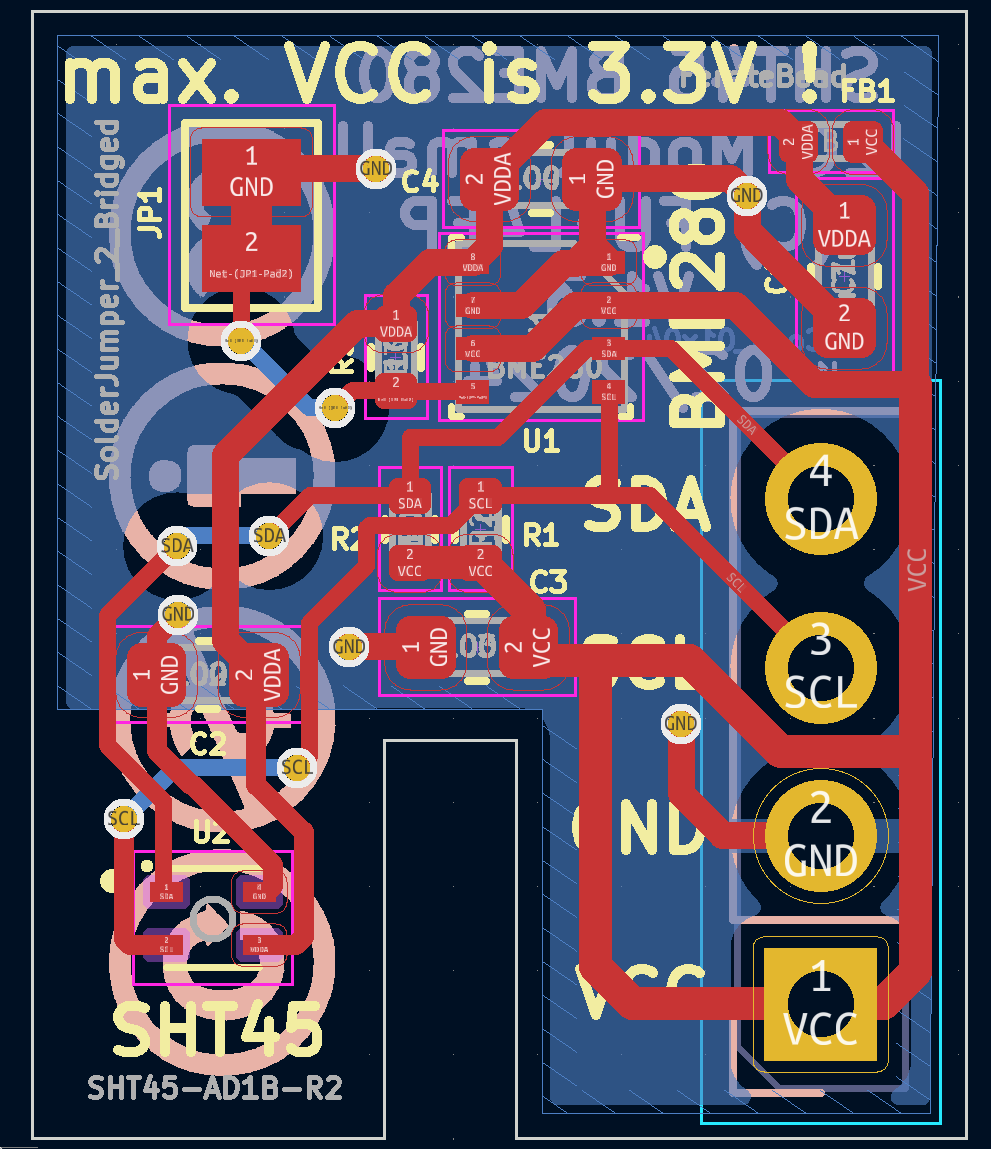 max. VCC is 3.3V !
FB1
2 VDDA
1 VCC
JP1
SolderJumper_2_Bridged
1
GND
2
Net-(JP1-Pad2)
GND
C4
2 VDDA
1 GND
GND
1
VDDA
2
GND
8
VDDA
7
GND
6
VCC
5
1
GND
2
VCC
3
SDA
4
SCL
BME280
U1
1
VDDA
2
SDA
SCL
VCC
4
SDA
3
SCL
2
GND
1
VCC
1
SDA
2
VCC
R2
1
SCL
2
VCC
R1
C3
1 GND
2 VCC
GND
SDA
SCL
GND
VCC
GND
SDA
SDA
GND
1 GND
2 VDDA
C2
SCL
SCL
U2
1
SDA
2
4
GND
3
VDDA
SHT45
SHT45-AD1B-R2